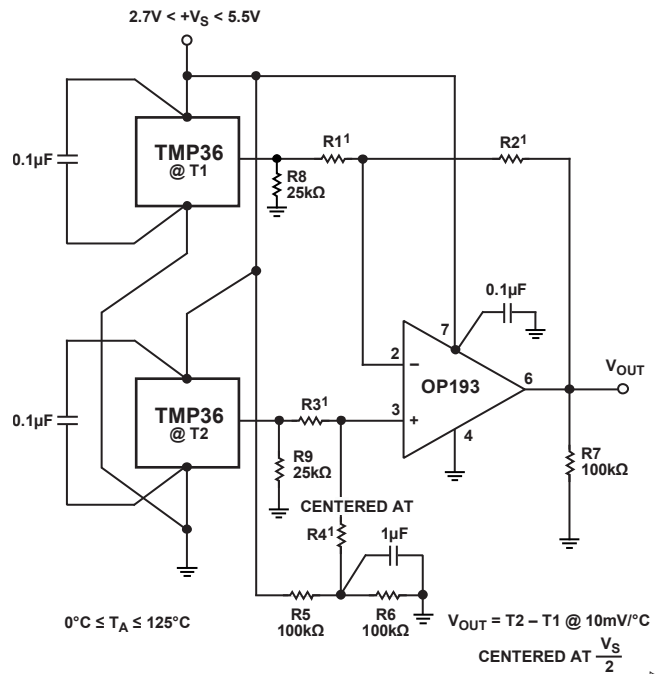 2.7V < +VS < 5.5V
0.1µF
TMP36
@ T1
R1¹
R2¹
R8
25kΩ
0.1µF
7
2
−
OP193
6
VOUT
3
+
4
0.1µF
TMP36
@ T2
R3¹
R9
25kΩ
R7
100kΩ
CENTERED AT
R4¹
1µF
R5
100kΩ
R6
100kΩ
0°C ≤ TA ≤ 125°C
VOUT = T2 – T1 @ 10mV/°C
CENTERED AT VS/2